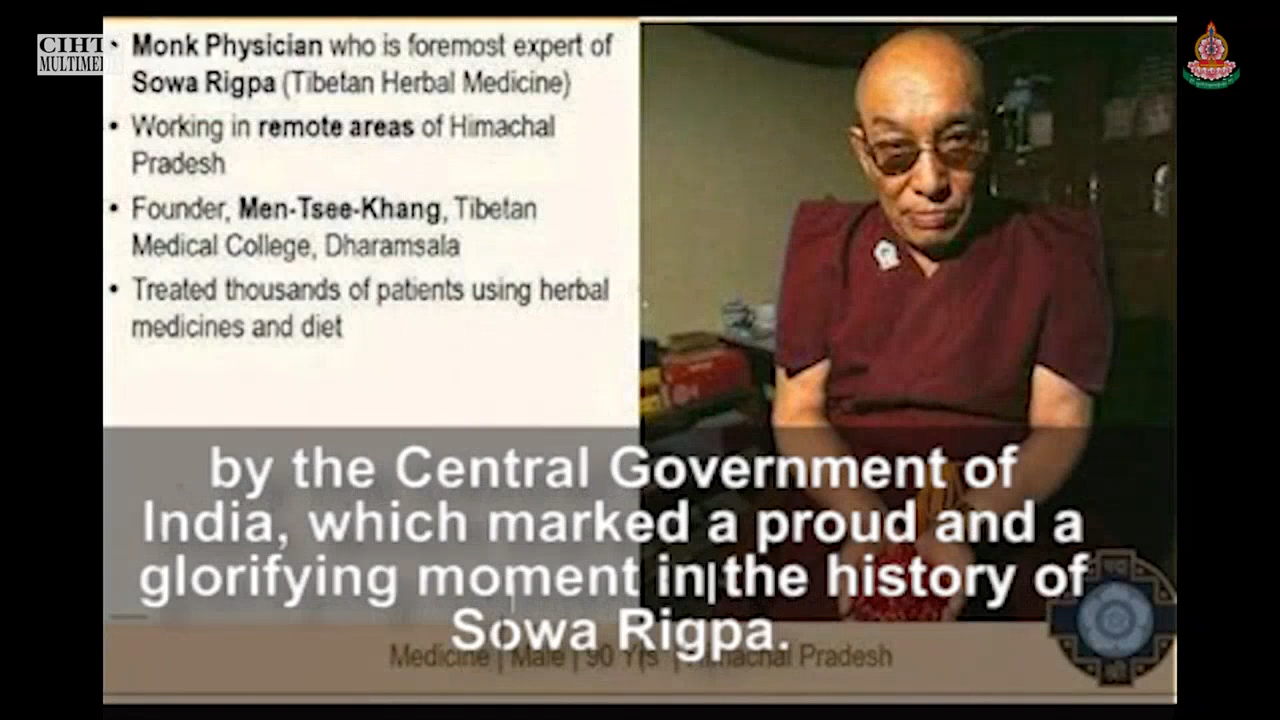 CIHT
MULTIME
• Monk Physician who is foremost expert of
Sowa Rigpa (Tibetan Herbal Medicine)
• Working in remote areas of Himachal
Pradesh
• Founder, Men-Tsee-Khang, Tibetan
Medical College, Dharamsala
• Treated thousands of patients using herbal
medicines and diet
by the Central Government of
India, which marked a proud and a
glorifying moment in the history of
Sowa Rigpa.
Medicine | Male | 90 Yrs | Himachal Pradesh